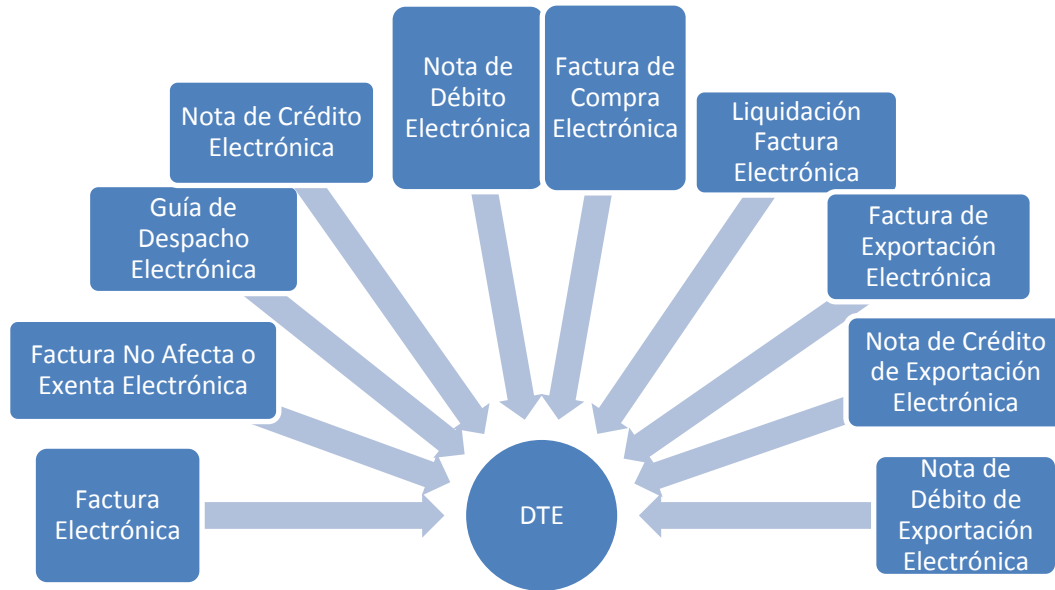 Nota de
Débito
Electrónica
Factura de
Compra
Electrónica
Nota de Crédito
Electrónica
Liquidación
Factura
Electrónica
Guía de
Despacho
Electrónica
Factura de
Exportación
Electrónica
Factura No Afecta o
Exenta Electrónica
Nota de Crédito
de Exportación
Electrónica
Factura
Electrónica
DTE
Nota de
Débito de
Exportación
Electrónica